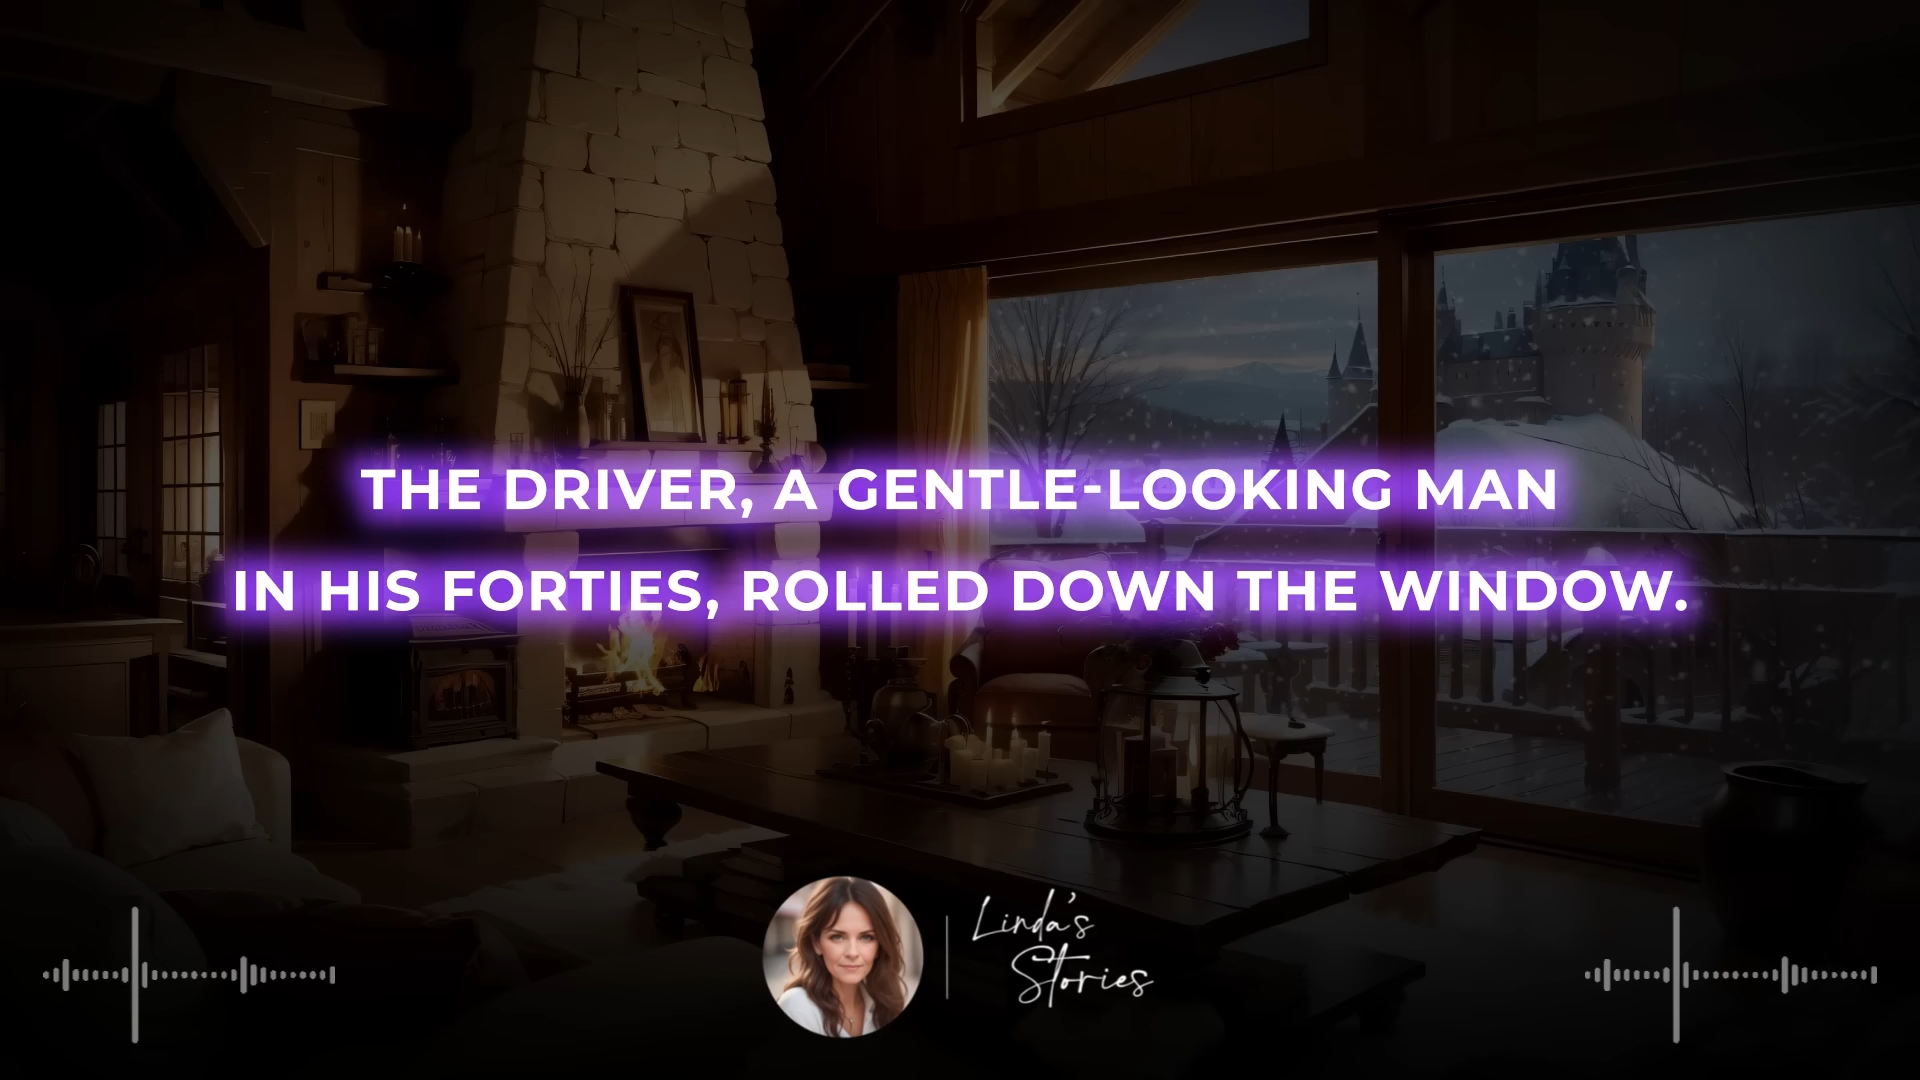 THE DRIVER, A GENTLE-LOOKING MAN
IN HIS FORTIES, ROLLED DOWN THE WINDOW.
Linda's
Stories